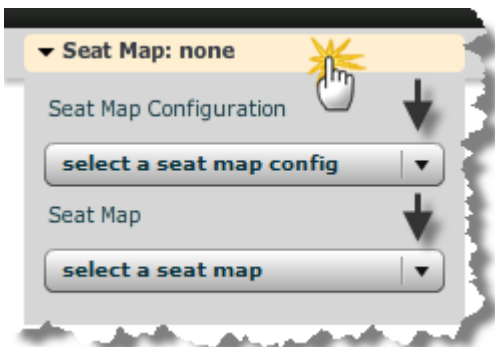 Seat Map: none
Seat Map Configuration
select a seat map config
Seat Map
select a seat map